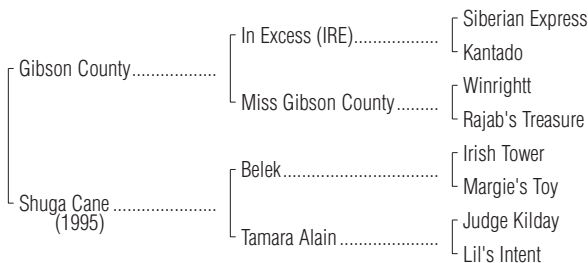 Siberian Express
In Excess (IRE)....................
Kantado
Gibson County..................
Winrightt
Miss Gibson County.........
Rajab's Treasure
Irish Tower
Belek.................................
Margie's Toy
Shuga Cane ......................
(1995)
Judge Kilday
Tamara Alain .....................
Lil's Intent